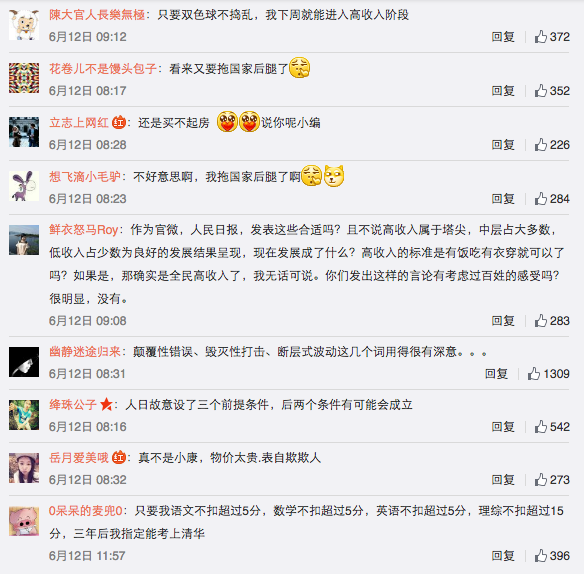 陳大官人長樂無極：只要双色球不捣乱，我下周就能进入高收入阶段
6月12日 09:12 回复 372
花卷儿不是馒头包子：看来又要拖国家后腿了
6月12日 08:17 回复 352
立志上网红 红：还是买不起房 说你呢小编
6月12日 08:28 回复 226
想飞滴小毛驴：不好意思啊，我拖国家后腿了啊
6月12日 08:23 回复 284
鲜衣怒马Roy：作为官微，人民日报，发表这些合适吗？且不说高收入属于塔尖，中层占大多数，
低收入占少数为良好的发展结果呈现，现在发展成了什么？高收入的标准是有饭吃有衣穿就可以了
吗？如果是，那确实是全民高收入了，我无话可说。你们发出这样的言论有考虑过百姓的感受吗？
很明显，没有。
6月12日 09:08 回复 283
幽静迷途归来：颠覆性错误、毁灭性打击、断层式波动这几个词用得很有深意。。。
6月12日 08:31 回复 1309
绛珠公子：人日故意设了三个前提条件，后两个条件有可能会成立
6月12日 08:16 回复 542
岳月爱美哦 红：真不是小康，物价太贵.表自欺欺人
6月12日 08:32 回复 273
0呆呆的麦兜0：只要我语文不扣超过5分，数学不扣超过5分，英语不扣超过5分，理综不扣超过15
分，三年后我指定能考上清华
6月12日 11:57 回复 396